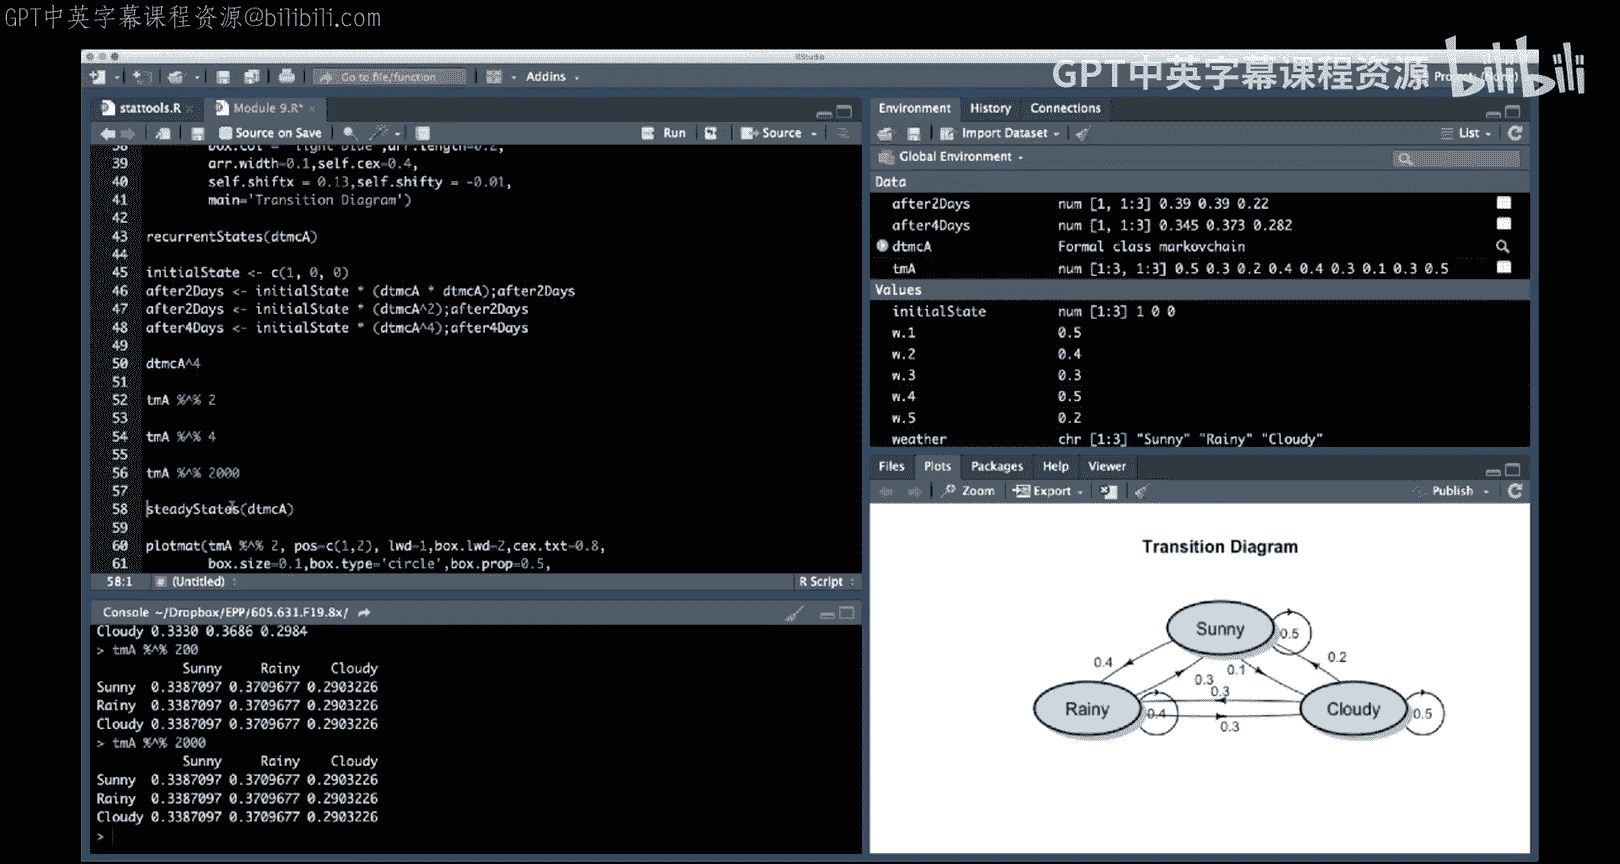 GPT中英字幕课程资源@bilibili.com
RStudio
GPT中英字幕课程资源 bilibili
Go to file/function
Addins
Project: (None)
stattools.R
Module 9.R*
Source on Save
Run
Source
38 box.col = "light blue",arr.length=0.2,
39 arr.width=0.1,self.cex=0.4,
40 self.shiftx = 0.13,self.shifty = -0.01,
41 main='Transition Diagram')
42
43 recurrentStates(dtmcA)
44
45 initialState <- c(1, 0, 0)
46 after2Days <- initialState * (dtmcA * dtmcA);after2Days
47 after2Days <- initialState * (dtmcA^2);after2Days
48 after4Days <- initialState * (dtmcA^4);after4Days
49
50 dtmcA^4
51
52 tmA %^% 2
53
54 tmA %^% 4
55
56 tmA %^% 2000
57
58 steadyStates(dtmcA)
59
60 plotmat(tmA %^% 2, pos=c(1,2), lwd=1,box.lwd=2,cex.txt=0.8,
61 box.size=0.1,box.type='circle',box.prop=0.5,
58:1 (Untitled) R Script
Console ~/Dropbox/EPP/605.631.F19.8x/
Cloudy 0.3330 0.3686 0.2984
> tmA %^% 200
Sunny Rainy Cloudy
Sunny 0.3387097 0.3709677 0.2903226
Rainy 0.3387097 0.3709677 0.2903226
Cloudy 0.3387097 0.3709677 0.2903226
> tmA %^% 2000
Sunny Rainy Cloudy
Sunny 0.3387097 0.3709677 0.2903226
Rainy 0.3387097 0.3709677 0.2903226
Cloudy 0.3387097 0.3709677 0.2903226
>
Environment History Connections
Import Dataset List
Global Environment
Data
after2Days num [1, 1:3] 0.39 0.39 0.22
after4Days num [1, 1:3] 0.345 0.373 0.282
dtmcA Formal class markovchain
tmA num [1:3, 1:3] 0.5 0.3 0.2 0.4 0.4 0.3 0.1 0.3 0.5
Values
initialState num [1:3] 1 0 0
w.1 0.5
w.2 0.4
w.3 0.3
w.4 0.5
w.5 0.2
weather chr [1:3] "Sunny" "Rainy" "Cloudy"
Files Plots Packages Help Viewer
Zoom Export Publish
Transition Diagram
Sunny
0.5
0.4
0.2
0.3
0.1
0.3
Rainy
0.4
Cloudy
0.5
0.3